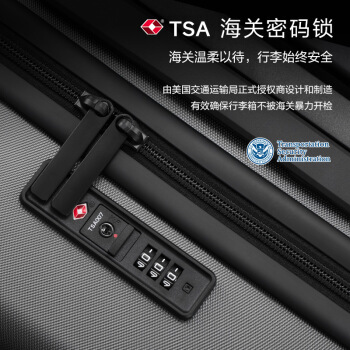 TSA 海关密码锁
海关温柔以待，行李始终安全
由美国交通运输局正式授权商设计和制造
有效确保行李箱不被海关暴力开检
Transportation
Security
Administration
TSA007